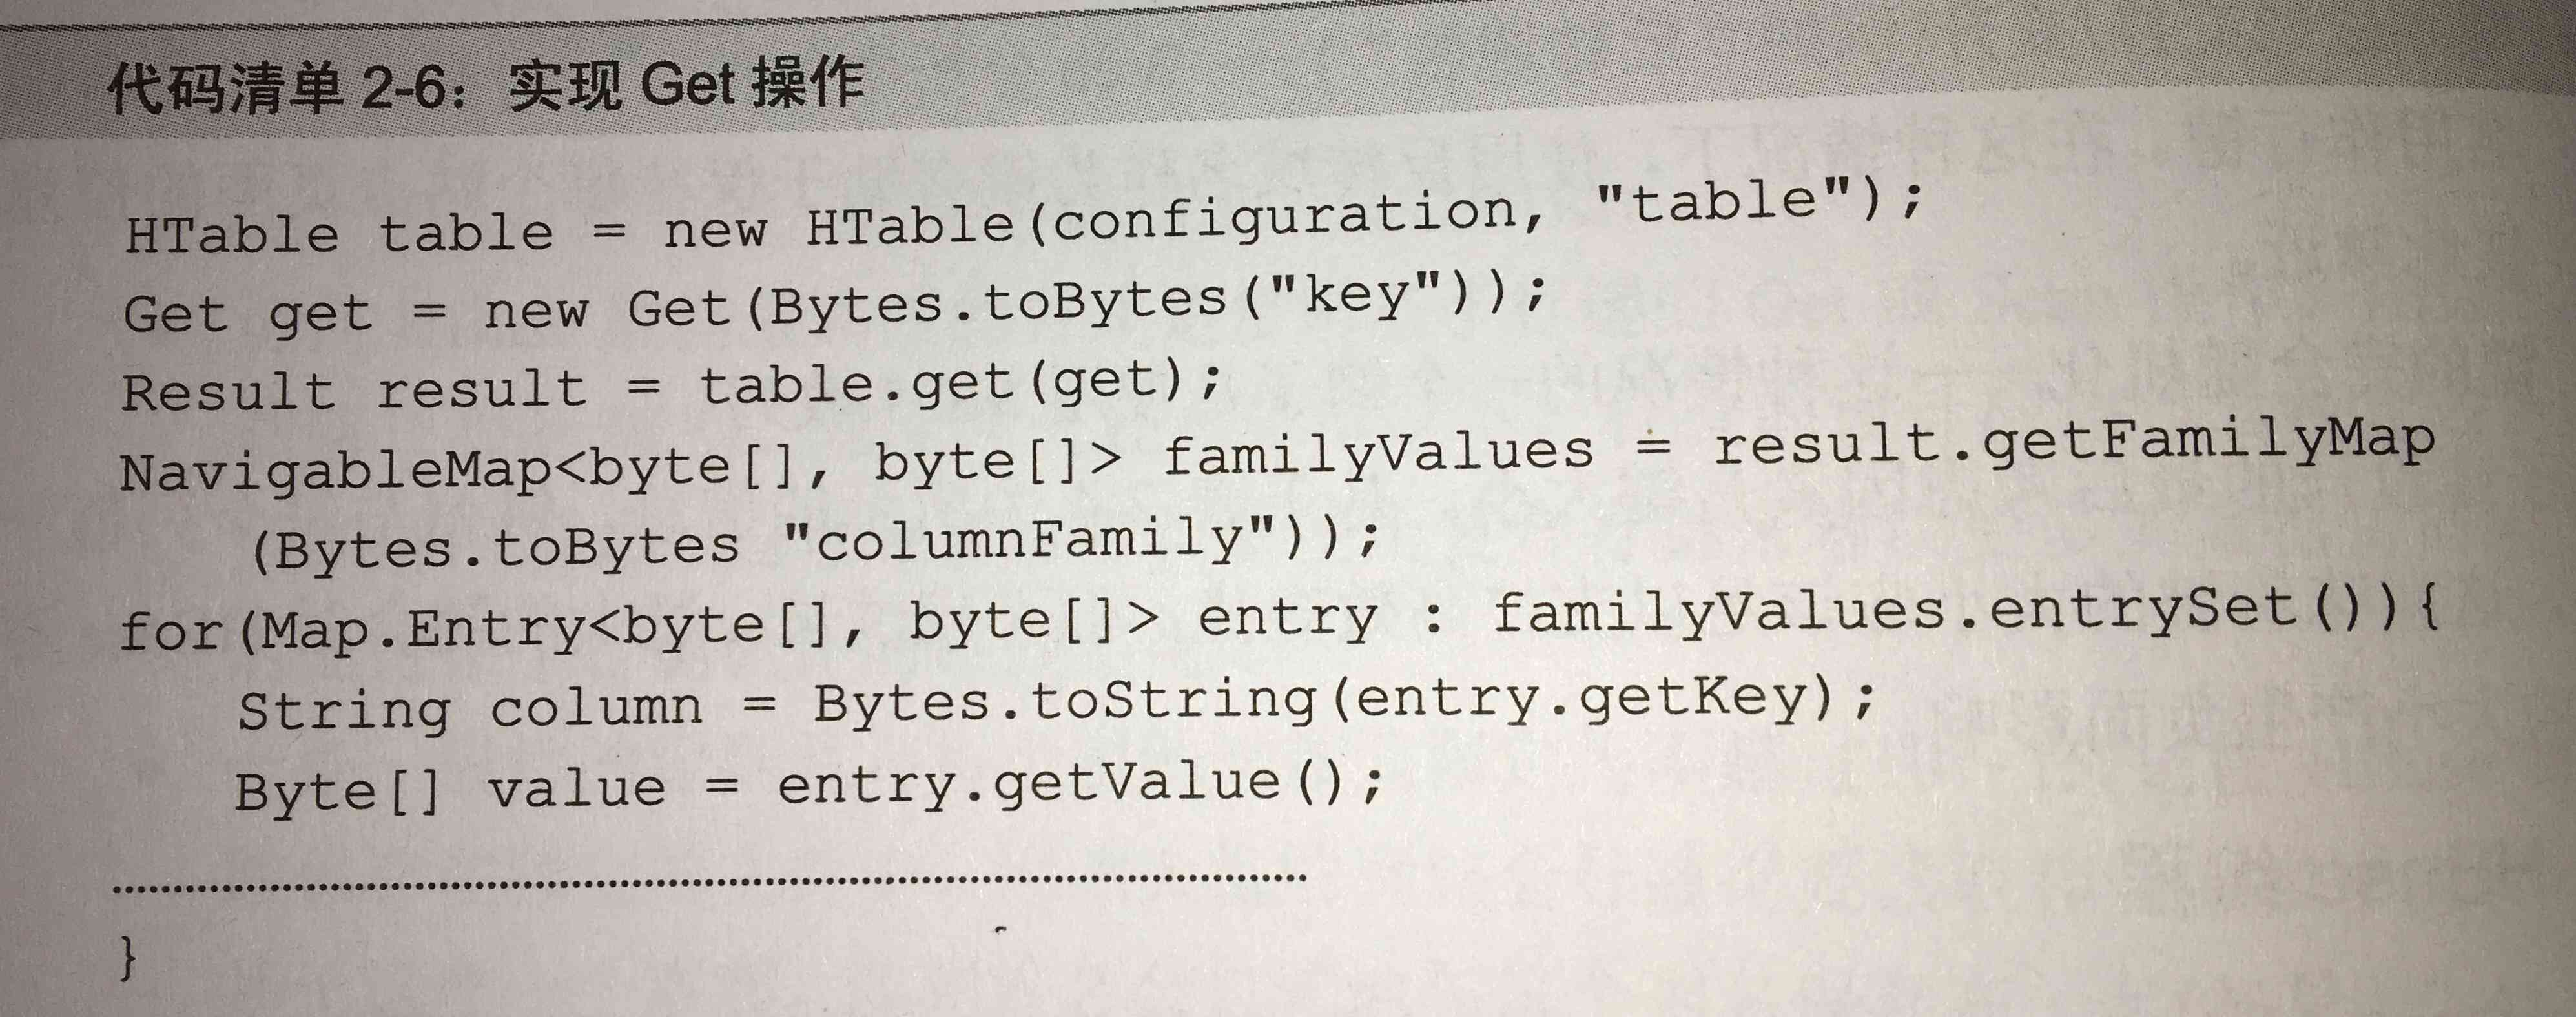 代码清单 2-6：实现 Get 操作
HTable table = new HTable(configuration, "table");
Get get = new Get(Bytes.toBytes("key"));
Result result = table.get(get);
NavigableMap<byte[], byte[]> familyValues = result.getFamilyMap
(Bytes.toBytes "columnFamily"));
for(Map.Entry<byte[], byte[]> entry : familyValues.entrySet()){
String column = Bytes.toString(entry.getKey);
Byte[] value = entry.getValue();
................................................................................
}